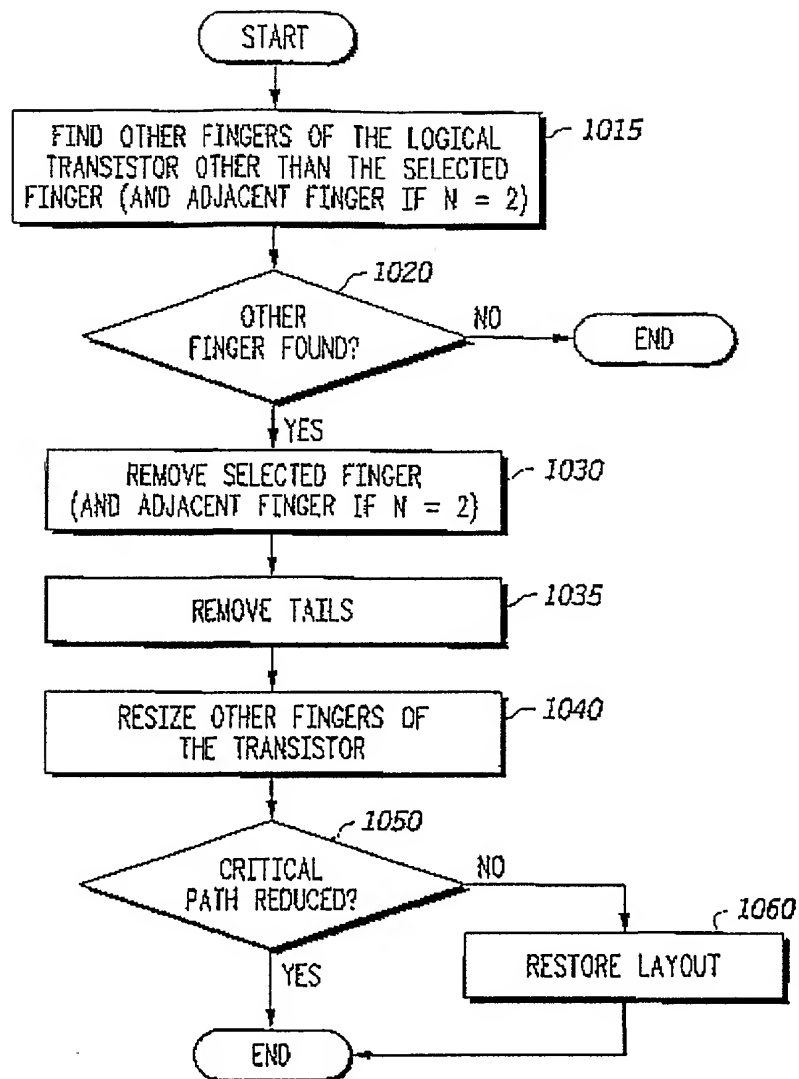 START
FIND OTHER FINGERS OF THE LOGICAL
TRANSISTOR OTHER THAN THE SELECTED
FINGER (AND ADJACENT FINGER IF N = 2)
1015
1020
OTHER
FINGER FOUND?
NO
END
YES
REMOVE SELECTED FINGER
(AND ADJACENT FINGER IF N = 2)
1030
REMOVE TAILS
1035
RESIZE OTHER FINGERS OF
THE TRANSISTOR
1040
1050
CRITICAL
PATH REDUCED?
NO
1060
RESTORE LAYOUT
YES
END